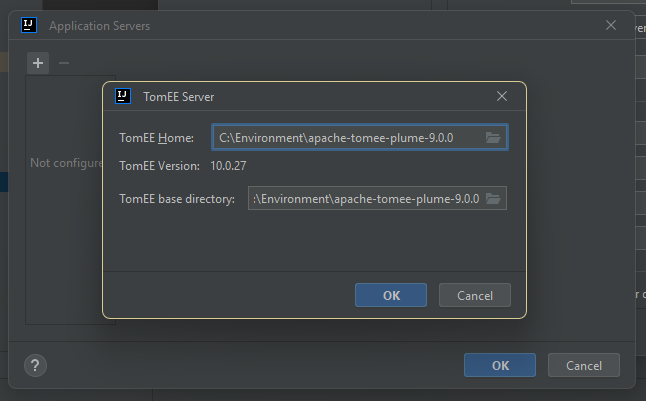 IJ
Application Servers
IJ
TomEE Server
TomEE Home: C:\Environment\apache-tomee-plume-9.0.0
Not configure
TomEE Version: 10.0.27
TomEE base directory: :\Environment\apache-tomee-plume-9.0.0
OK Cancel
? OK Cancel